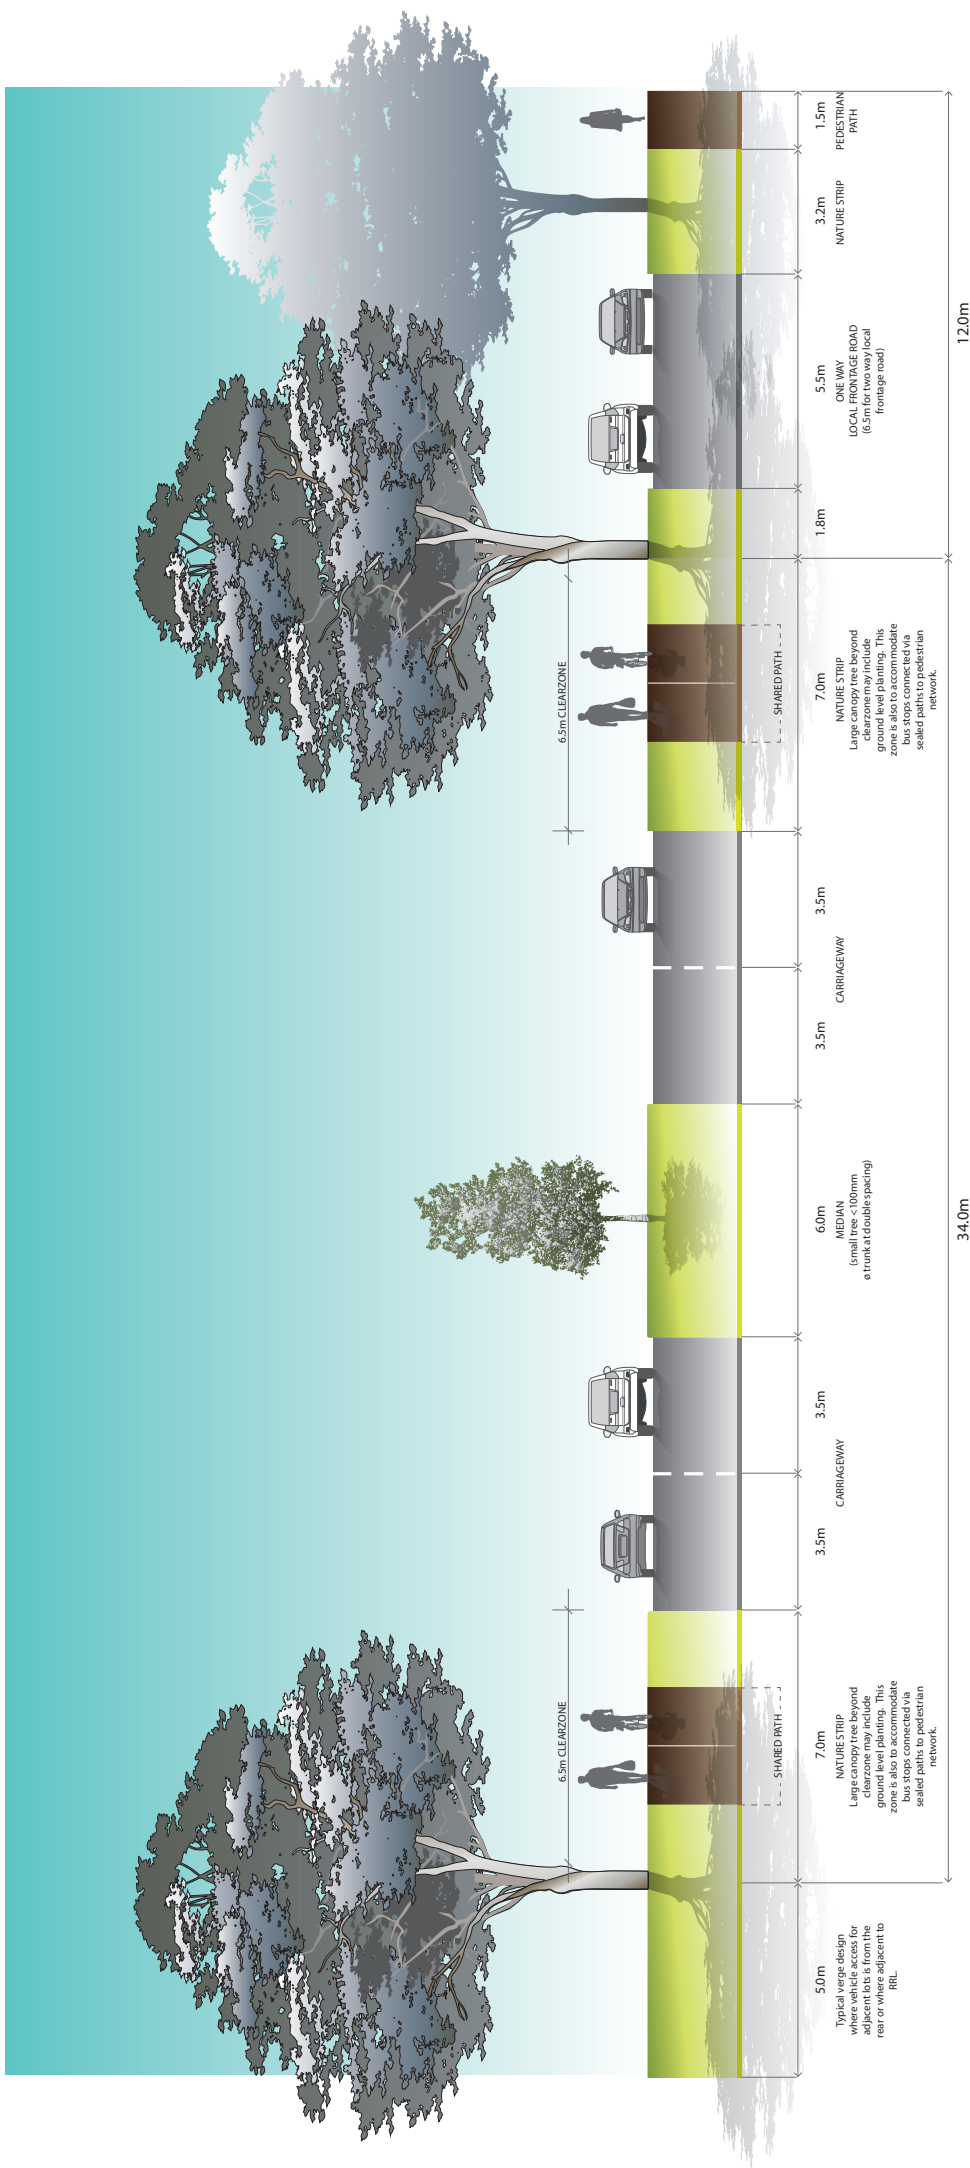 6.5m CLEARZONE
6.5m CLEARZONE
SHARED PATH
SHARED PATH
5.0m
7.0m
3.5m
3.5m
3.5m
6.0m
3.5m
3.5m
7.0m
1.8m
5.5m
3.2m
1.5m
Typical verge design
where vehicle access for
adjacent lots is from the
rear or where adjacent to
RRL.
NATURE STRIP
Large canopy tree beyond
clearzone may include
ground level planting. This
zone is also to accommodate
bus stops connected via
sealed paths to pedestrian
network.
CARRIAGEWAY
MEDIAN
(small tree <100mm
ø trunk at double spacing)
CARRIAGEWAY
NATURE STRIP
Large canopy tree beyond
clearzone may include
ground level planting. This
zone is also to accommodate
bus stops connected via
sealed paths to pedestrian
network.
ONE WAY
LOCAL FRONTAGE ROAD
(6.5m for two way local
frontage road)
NATURE STRIP
PEDESTRIAN
PATH
34.0m
12.0m